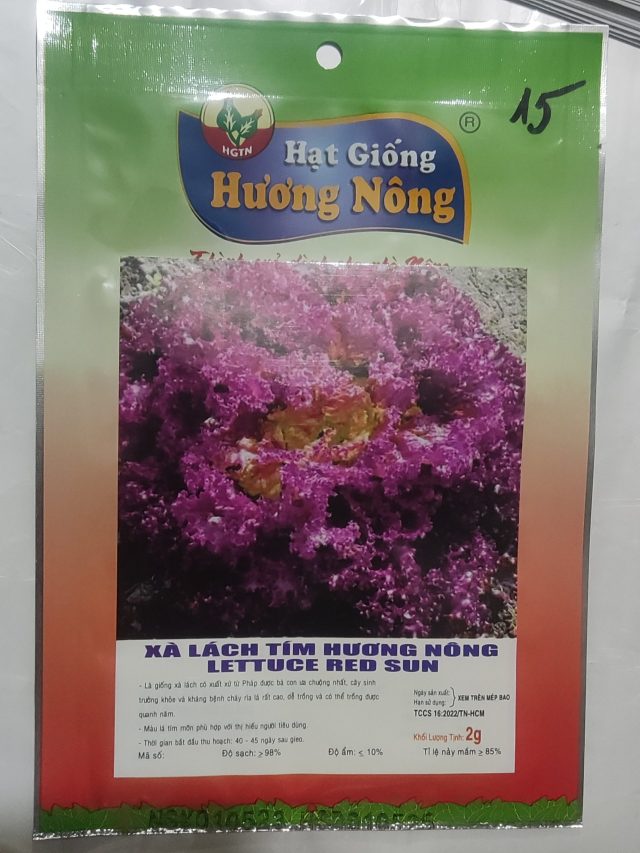 15
®
HGTN
Hạt Giống
Hương Nông
XÀ LÁCH TÍM HƯƠNG NÔNG
LETTUCE RED SUN
- Là giống xà lách có xuất xứ từ Pháp được bà con ưa chuộng nhất, cây sinh
trưởng khỏe và kháng bệnh cháy rìa lá rất cao, dễ trồng và có thể trồng được
quanh năm.
- Màu lá tím mởn phù hợp với thị hiếu người tiêu dùng.
- Thời gian bắt đầu thu hoạch: 40 - 45 ngày sau gieo.
Ngày sản xuất:
Hạn sử dụng:
XEM TRÊN MÉP BAO
TCCS 16:2022/TN-HCM
Khối Lượng Tịnh: 2g
Mã số: Độ sạch: ≥ 98% Độ ẩm: ≤ 10% Tỉ lệ nảy mầm ≥ 85%
NSX010523